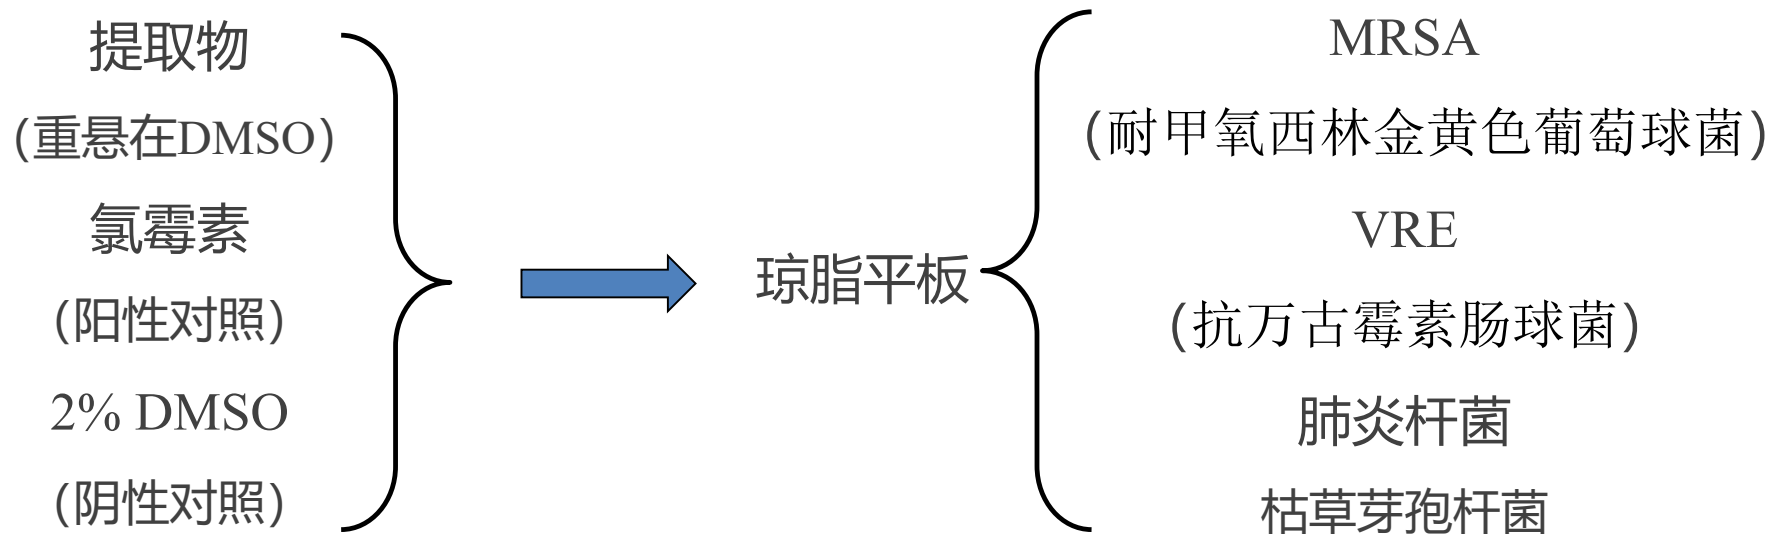 提取物
(重悬在DMSO)
氯霉素
(阳性对照)
2% DMSO
(阴性对照)
琼脂平板
MRSA
(耐甲氧西林金黄色葡萄球菌)
VRE
(抗万古霉素肠球菌)
肺炎杆菌
枯草芽孢杆菌